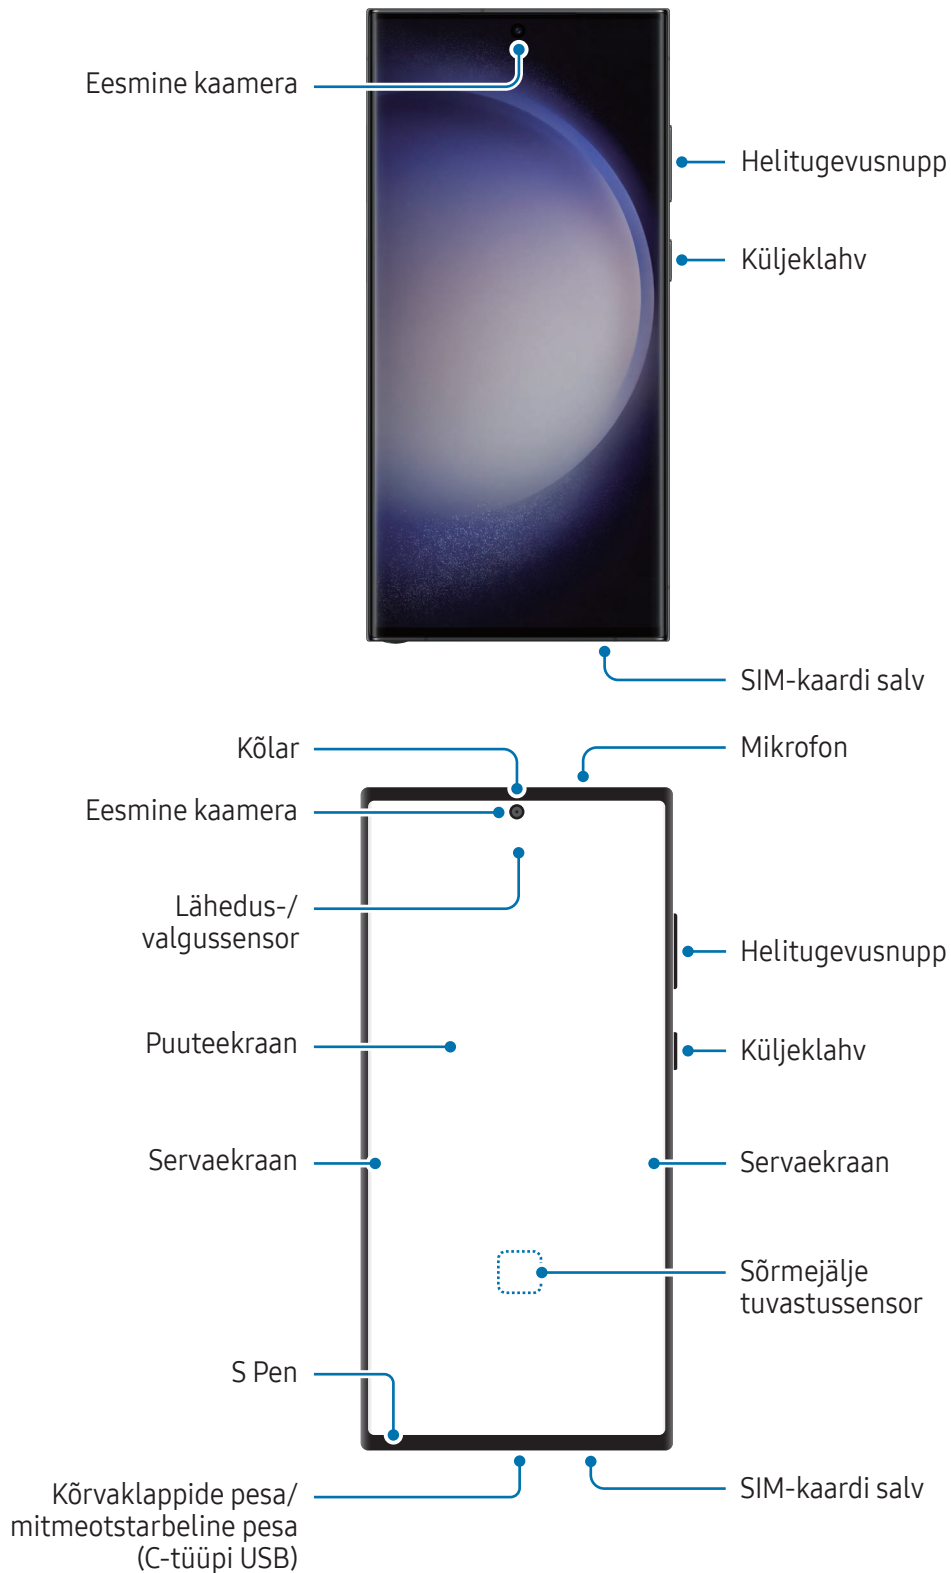 Eesmine kaamera
Helitugevusnupp
Küljeklahv
SIM-kaardi salv
Kõlar
Mikrofon
Eesmine kaamera
Lähedus-/
valgussensor
Helitugevusnupp
Puuteekraan
Küljeklahv
Servaekraan
Servaekraan
Sõrmejälje
tuvastussensor
S Pen
Kõrvaklappide pesa/
mitmeotstarbeline pesa
(C-tüüpi USB)
SIM-kaardi salv